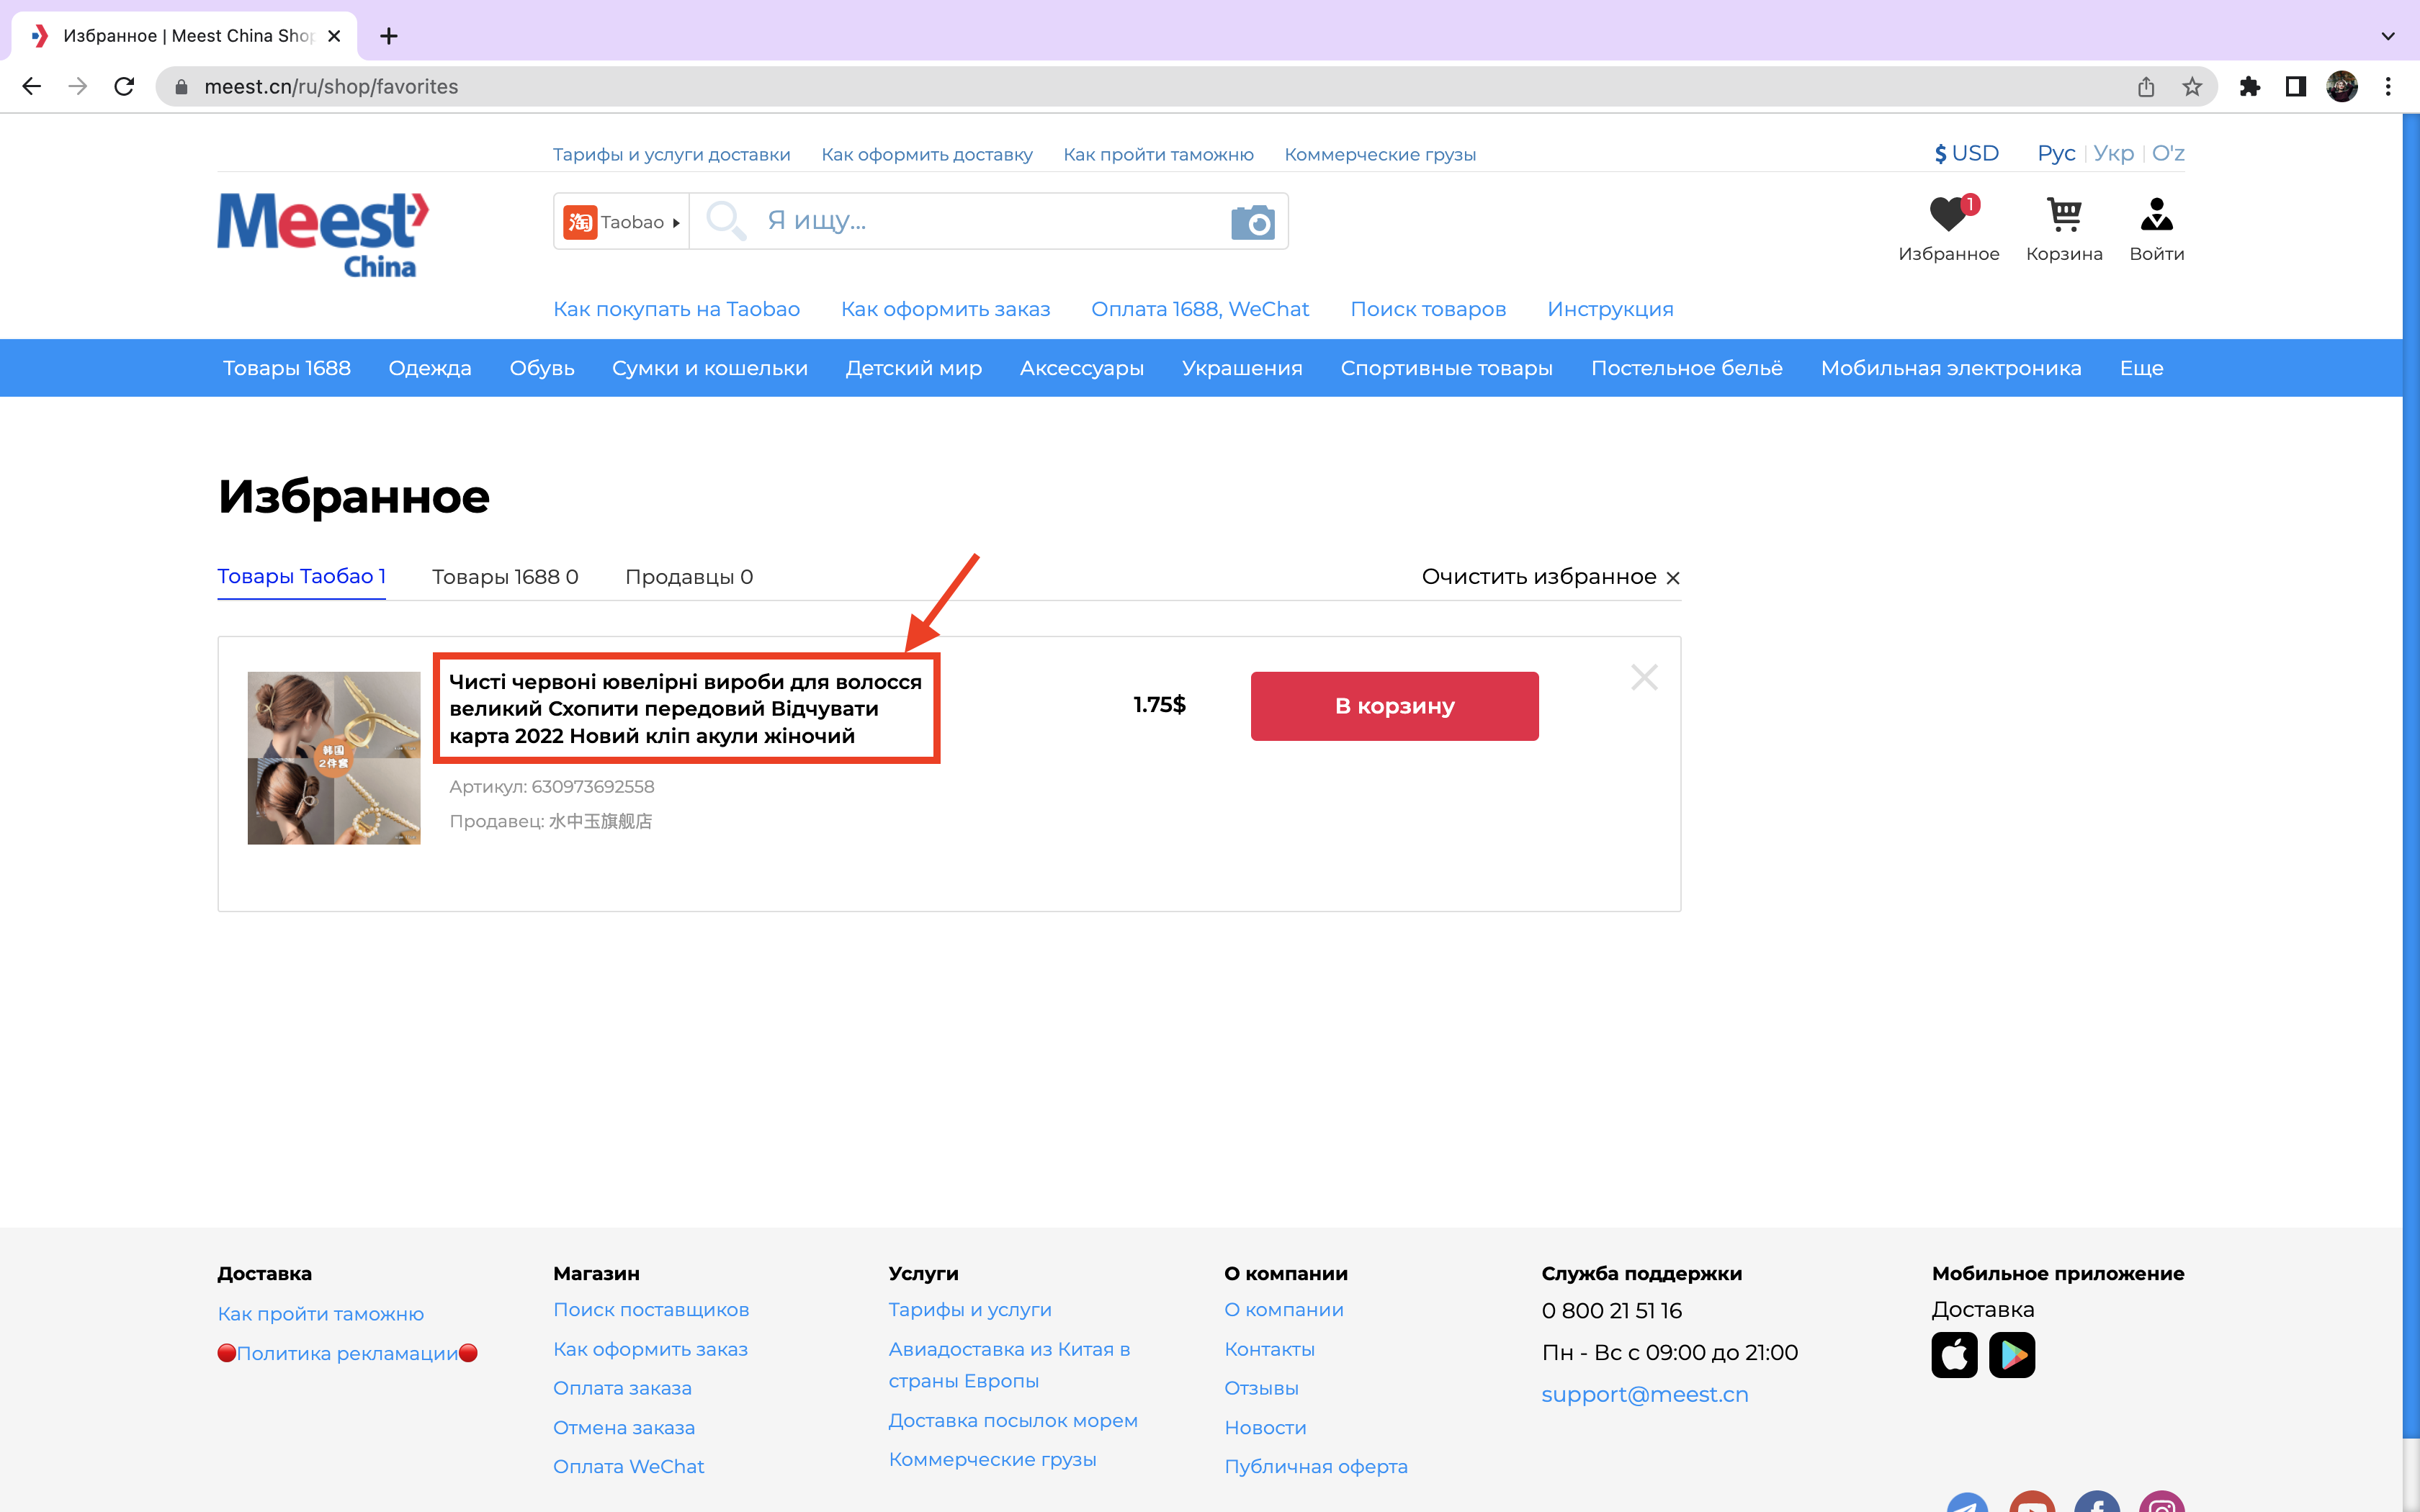 Избранное | Meest China Shop
meest.cn/ru/shop/favorites
Тарифы и услуги доставки Как оформить доставку Как пройти таможню Коммерческие грузы
$ USD Рус | Укр | O'z
Meest China
淘 Taobao Я ищу...
1
Избранное Корзина Войти
Как покупать на Taobao Как оформить заказ Оплата 1688, WeChat Поиск товаров Инструкция
Товары 1688 Одежда Обувь Сумки и кошельки Детский мир Аксессуары Украшения Спортивные товары Постельное бельё Мобильная электроника Еще
Избранное
Товары Таобао 1 Товары 1688 0 Продавцы 0 Очистить избранное
韩国
2件套
Чисті червоні ювелірні вироби для волосся
великий Схопити передовий Відчувати
карта 2022 Новий кліп акули жіночий
1.75$
В корзину
Артикул: 630973692558
Продавец: 水中玉旗舰店
Доставка
Как пройти таможню
Политика рекламации
Магазин
Поиск поставщиков
Как оформить заказ
Оплата заказа
Отмена заказа
Оплата WeChat
Услуги
Тарифы и услуги
Авиадоставка из Китая в
страны Европы
Доставка посылок морем
Коммерческие грузы
О компании
О компании
Контакты
Отзывы
Новости
Публичная оферта
Служба поддержки
0 800 21 51 16
Пн - Вс с 09:00 до 21:00
support@meest.cn
Мобильное приложение
Доставка